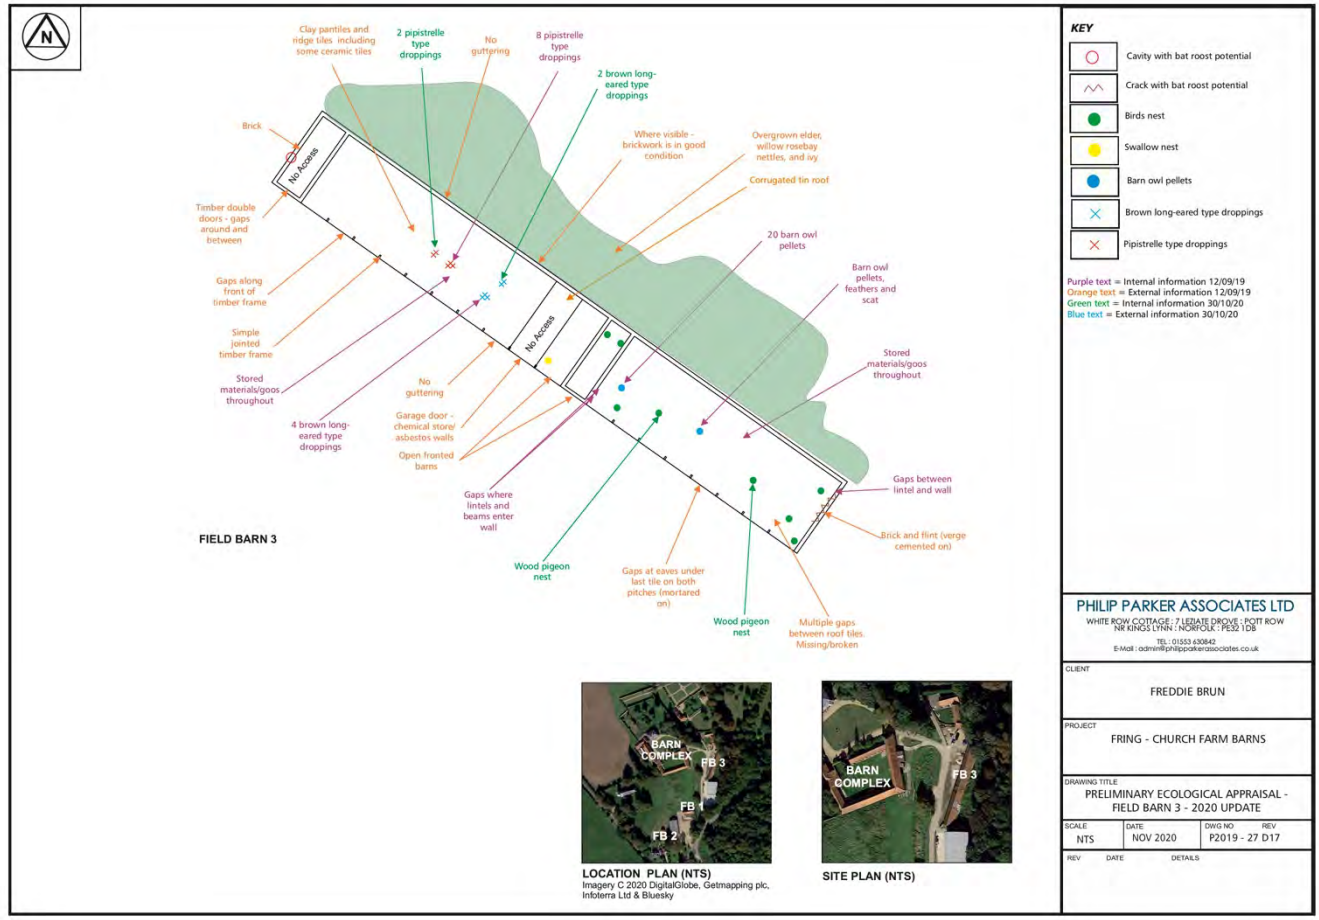 N
Clay pantiles and
ridge tiles including
some ceramic tiles
2 pipistrelle
type
droppings
No
guttering
8 pipistrelle
type
droppings
2 brown long-
eared type
droppings
Brick
No Access
Where visible -
brickwork is in good
condition
Overgrown elder,
willow rosebay
nettles, and ivy
Corrugated tin roof
Timber double
doors - gaps
around and
between
20 barn owl
pellets
Barn owl
pellets,
feathers and
scat
Gaps along
front of
timber frame
Simple
jointed
timber frame
No Access
Stored
materials/goos
throughout
Stored
materials/goos
throughout
No
guttering
4 brown long-
eared type
droppings
Garage door -
chemical store/
asbestos walls
Open fronted
barns
Gaps where
lintels and
beams enter
wall
Gaps between
lintel and wall
Brick and flint (verge
cemented on)
FIELD BARN 3
Wood pigeon
nest
Gaps at eaves under
last tile on both
pitches (mortared
on)
Wood pigeon
nest
Multiple gaps
between roof tiles.
Missing/broken
BARN
COMPLEX
FB 3
FB 1
FB 2
LOCATION PLAN (NTS)
Imagery C 2020 DigitalGlobe, Getmapping plc,
Infoterra Ltd & Bluesky
BARN
COMPLEX
FB 3
SITE PLAN (NTS)
KEY
Cavity with bat roost potential
Crack with bat roost potential
Birds nest
Swallow nest
Barn owl pellets
Brown long-eared type droppings
Pipistrelle type droppings
Purple text = Internal information 12/09/19
Orange text = External information 12/09/19
Green text = Internal information 30/10/20
Blue text = External information 30/10/20
PHILIP PARKER ASSOCIATES LTD
WHITE ROW COTTAGE : 7 LEZIATE DROVE : POTT ROW
NR KINGS LYNN : NORFOLK : PE32 1DB
TEL : 01553 630842
E-Mail : admin@philipparkerassociates.co.uk
CLIENT
FREDDIE BRUN
PROJECT
FRING - CHURCH FARM BARNS
DRAWING TITLE
PRELIMINARY ECOLOGICAL APPRAISAL -
FIELD BARN 3 - 2020 UPDATE
SCALE DATE DWG NO REV
NTS NOV 2020 P2019 - 27 D17
REV DATE DETAILS